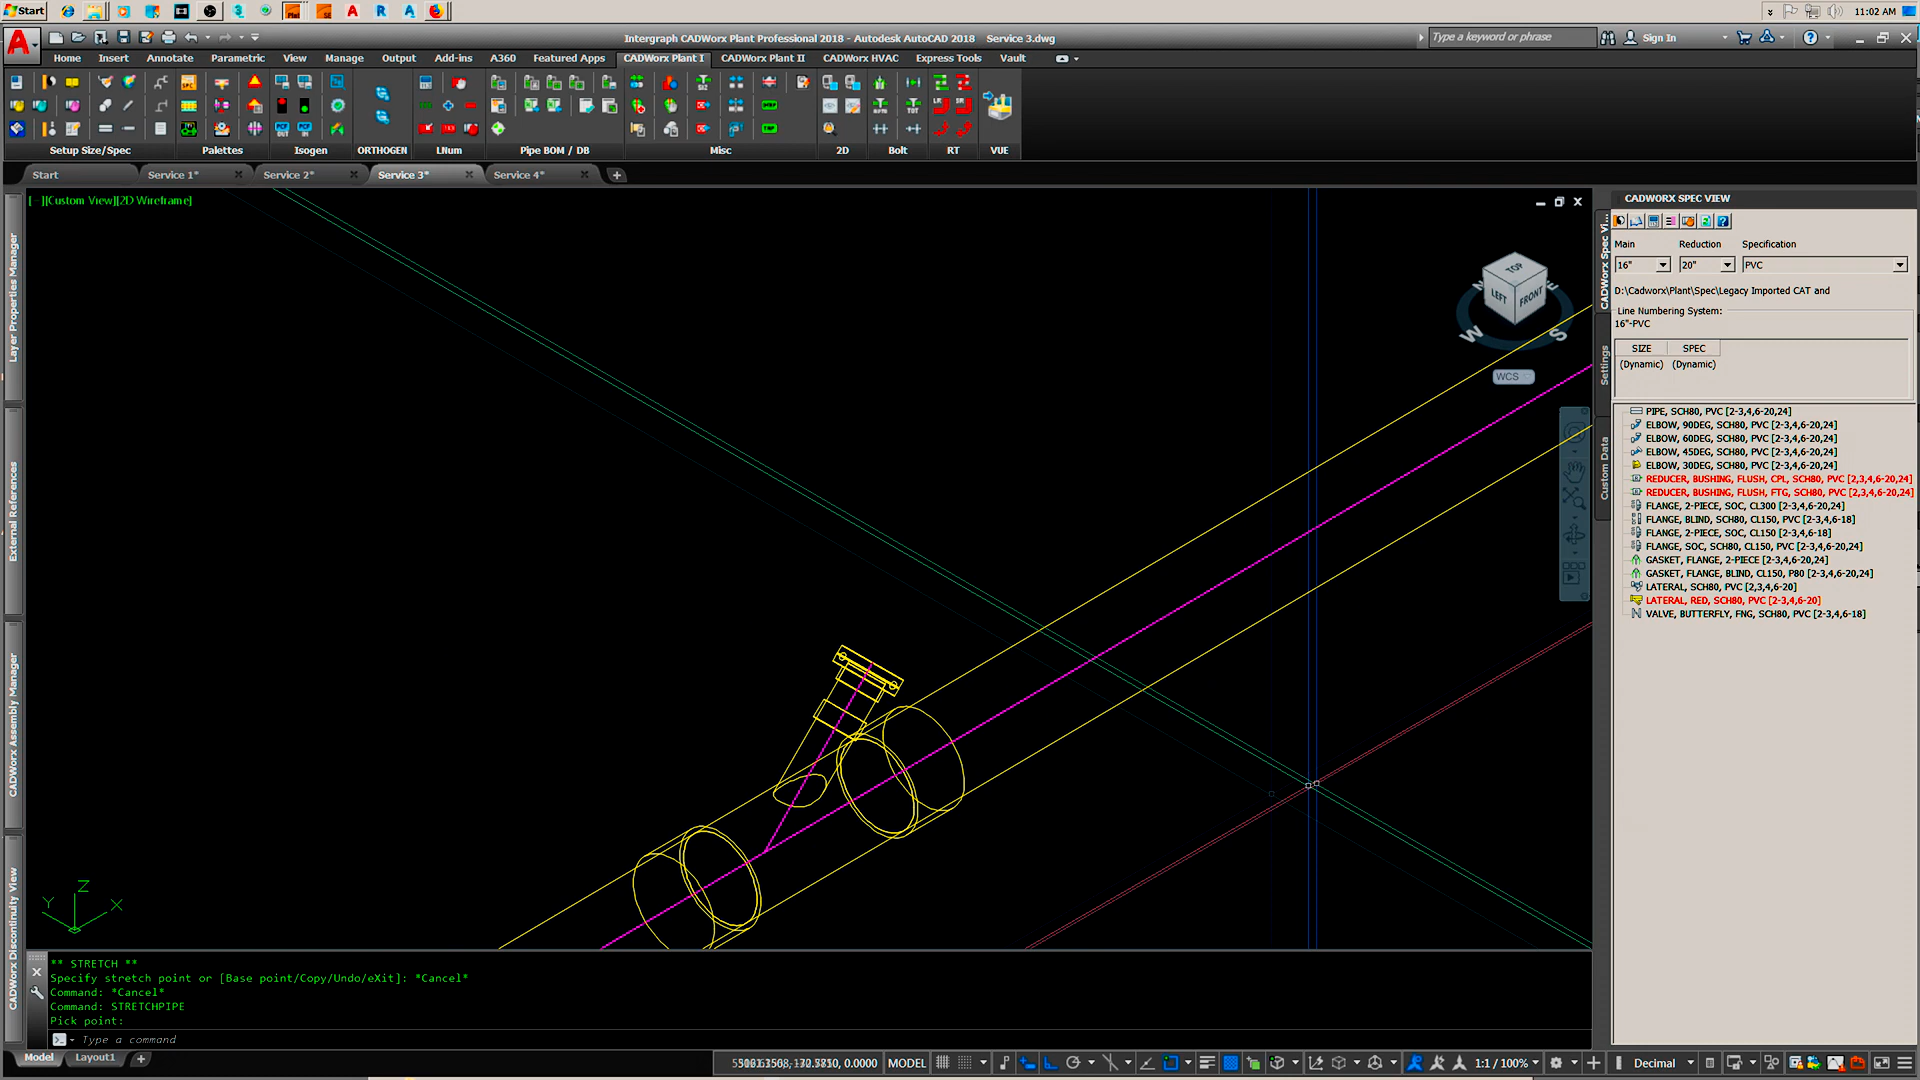 Start
11:02 AM
Intergraph CADWorx Plant Professional 2018 - Autodesk AutoCAD 2018 Service 3.dwg
Type a keyword or phrase
Sign In
Home Insert Annotate Parametric View Manage Output Add-ins A360 Featured Apps CADWorx Plant I CADWorx Plant II CADWorx HVAC Express Tools Vault
Setup Size/Spec Palettes Isogen ORTHOGEN LNum Pipe BOM / DB Misc 2D Bolt RT VUE
Start Service 1* Service 2* Service 3* Service 4*
[-][Custom View][2D Wireframe]
Layer Properties Manager
External References
CADWorx Assembly Manager
CADWorx Discontinuity View
TOP
LEFT
FRONT
W
S
WCS
CADWORX SPEC VIEW
CADWorx Spec Vi...
Settings
Custom Data
Main Reduction Specification
16" 20" PVC
D:\Cadworx\Plant\Spec\Legacy Imported CAT and
Line Numbering System:
16"-PVC
SIZE SPEC
(Dynamic) (Dynamic)
PIPE, SCH80, PVC [2-3,4,6-20,24]
ELBOW, 90DEG, SCH80, PVC [2-3,4,6-20,24]
ELBOW, 60DEG, SCH80, PVC [2-3,4,6-20,24]
ELBOW, 45DEG, SCH80, PVC [2-3,4,6-20,24]
ELBOW, 30DEG, SCH80, PVC [2-3,4,6-20,24]
REDUCER, BUSHING, FLUSH, CPL, SCH80, PVC [2,3,4,6-20,24]
REDUCER, BUSHING, FLUSH, FTG, SCH80, PVC [2,3,4,6-20,24]
FLANGE, 2-PIECE, SOC, CL300 [2-3,4,6-20,24]
FLANGE, BLIND, SCH80, CL150, PVC [2-3,4,6-18]
FLANGE, 2-PIECE, SOC, CL150 [2-3,4,6-18]
FLANGE, SOC, SCH80, CL150, PVC [2-3,4,6-20,24]
GASKET, FLANGE, 2-PIECE [2-3,4,6-20,24]
GASKET, FLANGE, BLIND, CL150, P80 [2-3,4,6-20,24]
LATERAL, SCH80, PVC [2,3,4,6-20]
LATERAL, RED, SCH80, PVC [2-3,4,6-20]
VALVE, BUTTERFLY, FNG, SCH80, PVC [2-3,4,6-18]
Z
Y
X
** STRETCH **
Specify stretch point or [Base point/Copy/Undo/eXit]: *Cancel*
Command: *Cancel*
Command: STRETCHPIPE
Pick point:
Type a command
Model Layout1
MODEL
1:1 / 100%
Decimal